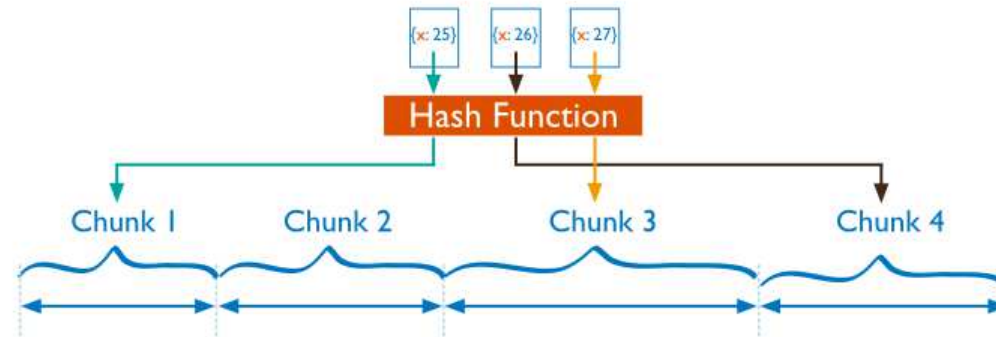 {x: 25} {x: 26} {x: 27}
Hash Function
Chunk 1 Chunk 2 Chunk 3 Chunk 4